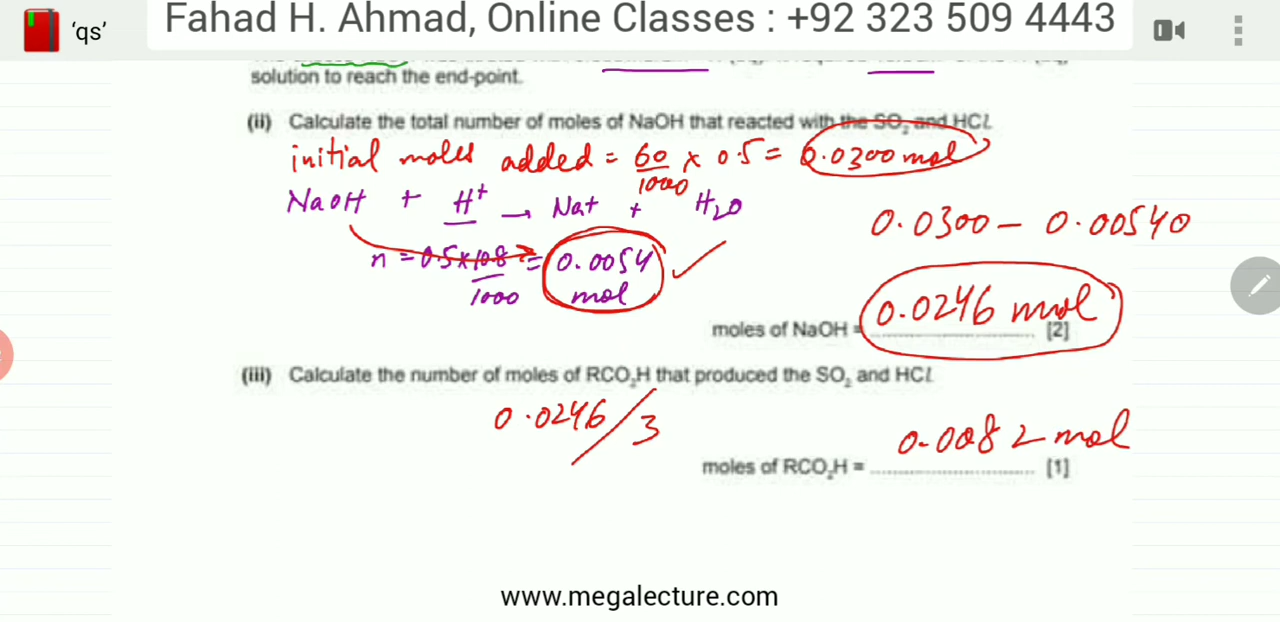 'qs'
Fahad H. Ahmad, Online Classes : +92 323 509 4443
solution to reach the end-point.
(ii) Calculate the total number of moles of NaOH that reacted with the SO₂ and HCl.
initial moles added = 60/1000 x 0.5 = 0.0300 mol
NaOH + H⁺ → Na+ + H₂O
0.0300 - 0.00540
n = 0.5x10.8/1000 = 0.0054 mol
0.0246 mol
moles of NaOH = .............................. [2]
(iii) Calculate the number of moles of RCO₂H that produced the SO₂ and HCl.
0.0246/3
0.0082 mol
moles of RCO₂H = .............................. [1]
www.megalecture.com